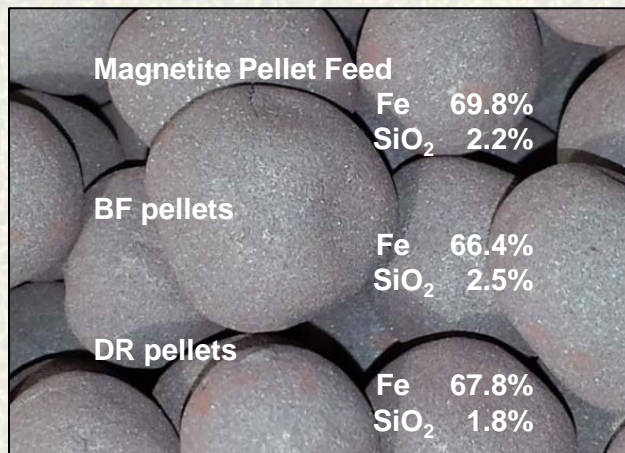 Magnetite Pellet Feed
Fe 69.8%
SiO₂ 2.2%
BF pellets
Fe 66.4%
SiO₂ 2.5%
DR pellets
Fe 67.8%
SiO₂ 1.8%